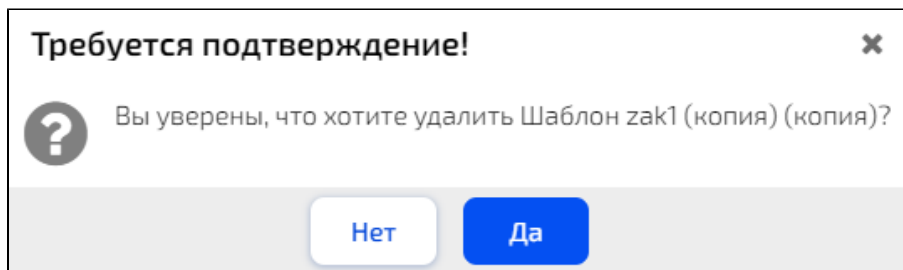 Требуется подтверждение!
Вы уверены, что хотите удалить Шаблон zak1 (копия) (копия)?
Нет Да